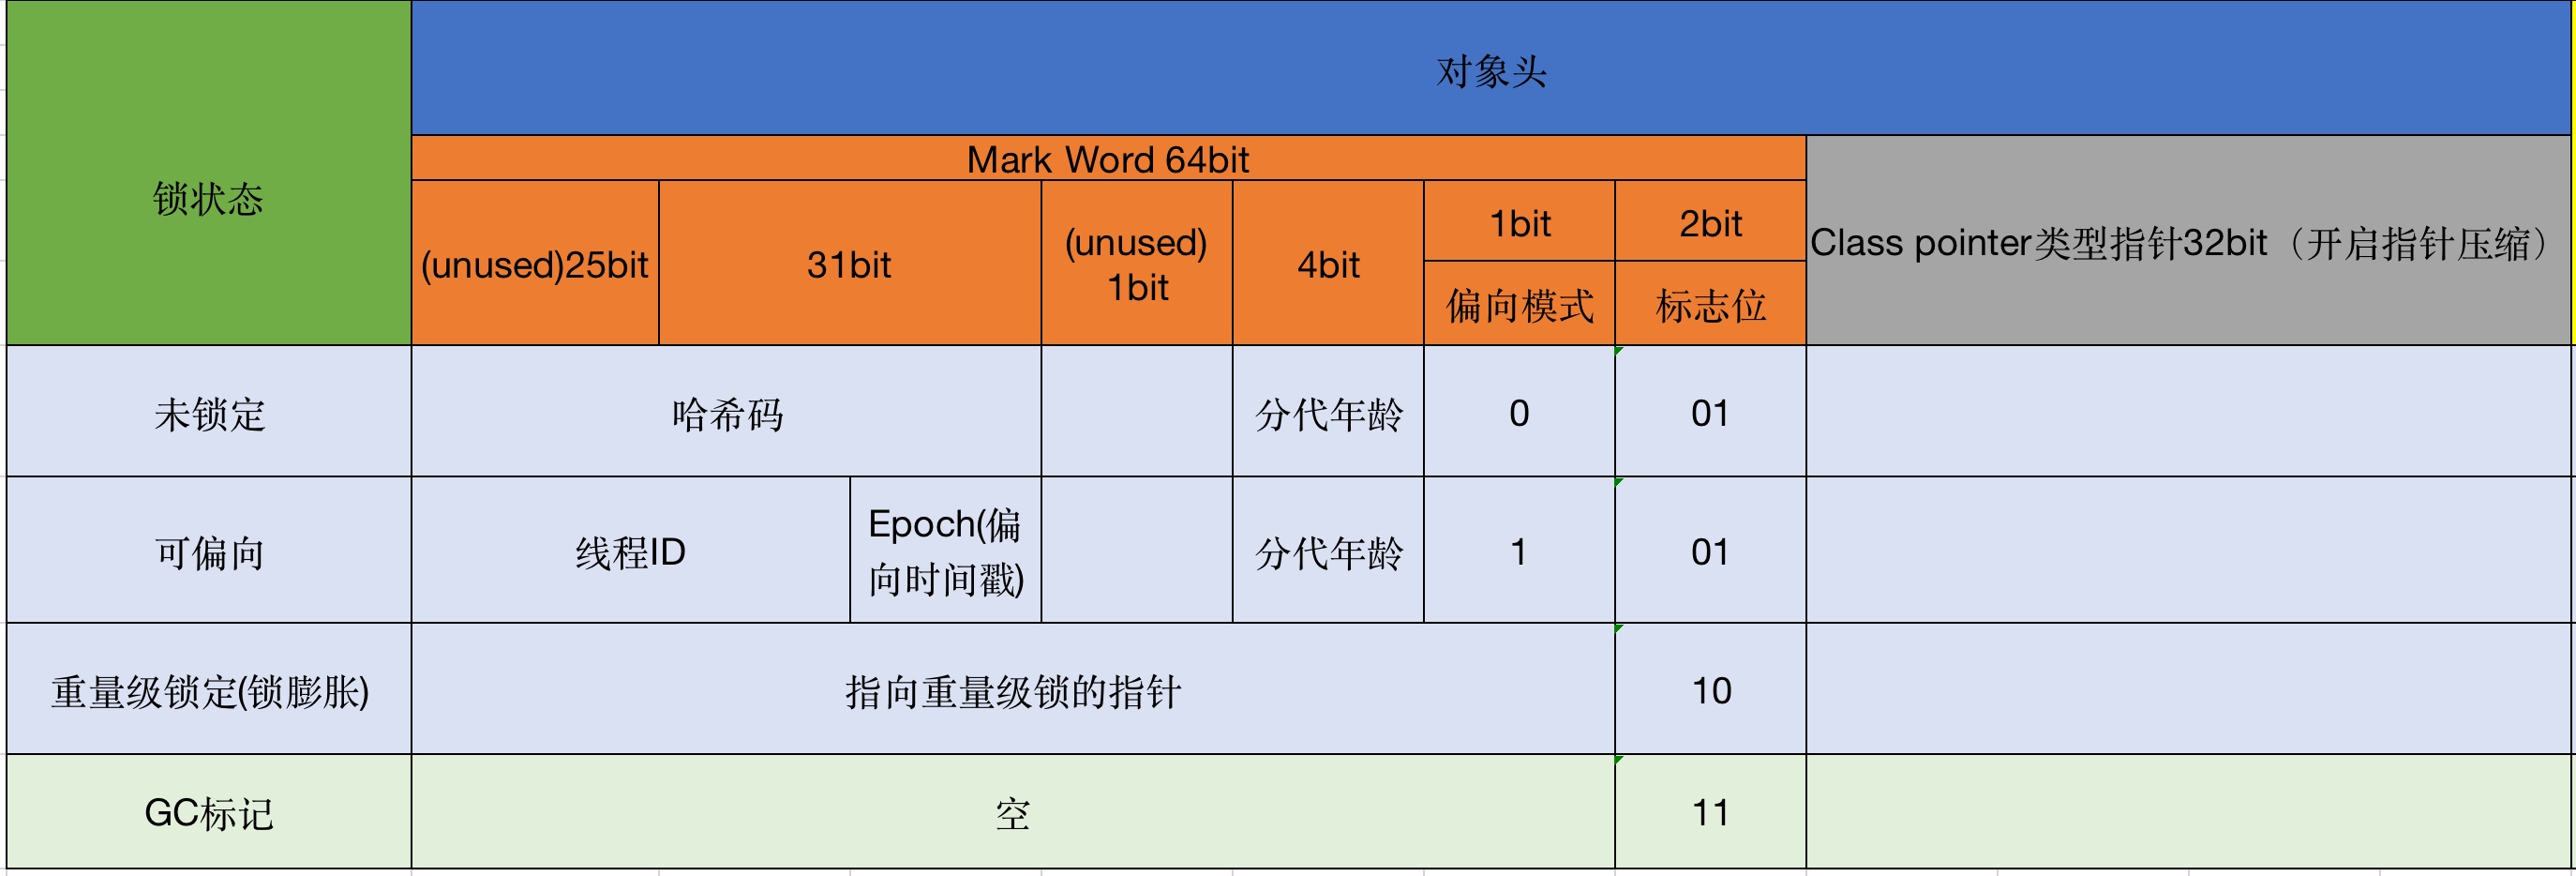 对象头
锁状态
Mark Word 64bit
(unused)25bit
31bit
(unused)
1bit
4bit
1bit
2bit
偏向模式
标志位
Class pointer类型指针32bit（开启指针压缩）
未锁定
哈希码
分代年龄
0
01
可偏向
线程ID
Epoch(偏
向时间戳)
分代年龄
1
01
重量级锁定(锁膨胀)
指向重量级锁的指针
10
GC标记
空
11